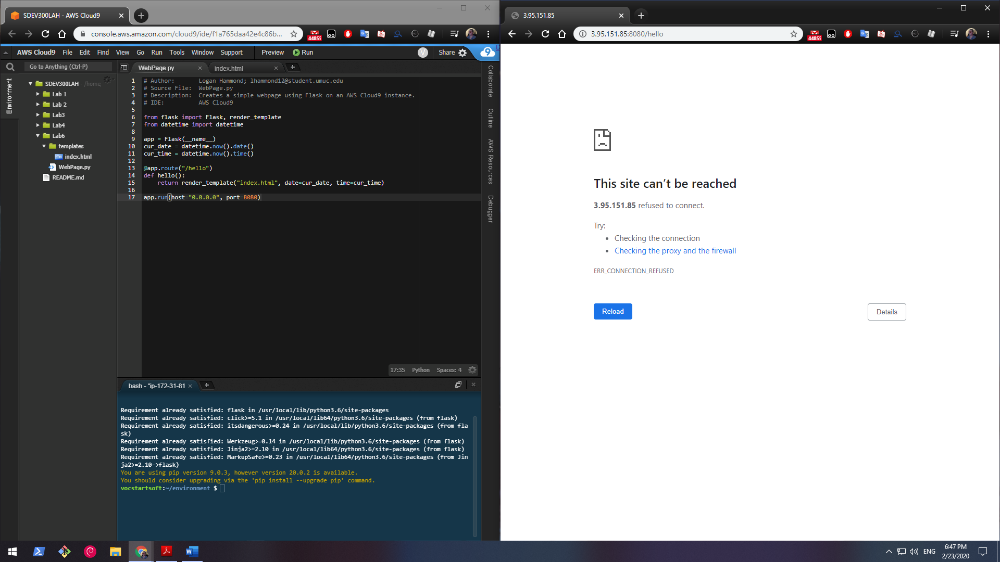 SDEV300LAH - AWS Cloud9
console.aws.amazon.com/cloud9/ide/f1a765daa42e4c86b...
AWS Cloud9 File Edit Find View Go Run Tools Window Support Preview Run V Share 9
Go to Anything (Ctrl-P)
Environment
SDEV300LAH - /home,
Lab 1
Lab 2
Lab3
Lab4
Lab6
templates
index.html
WebPage.py
README.md
WebPage.py index.html
1 # Author: Logan Hammond; lhammond12@student.umuc.edu
2 # Source File: WebPage.py
3 # Description: Creates a simple webpage using Flask on an AWS Cloud9 instance.
4 # IDE: AWS Cloud9
5
6 from flask import Flask, render_template
7 from datetime import datetime
8
9 app = Flask(__name__)
10 cur_date = datetime.now().date()
11 cur_time = datetime.now().time()
12
13 @app.route("/hello")
14 def hello():
15 return render_template("index.html", date=cur_date, time=cur_time)
16
17 app.run(host="0.0.0.0", port=8080)
17:35 Python Spaces: 4
Collaborate
Outline
AWS Resources
Debugger
bash - "ip-172-31-81
Requirement already satisfied: flask in /usr/local/lib/python3.6/site-packages
Requirement already satisfied: click>=5.1 in /usr/local/lib64/python3.6/site-packages (from flask)
Requirement already satisfied: itsdangerous>=0.24 in /usr/local/lib/python3.6/site-packages (from fla
sk)
Requirement already satisfied: Werkzeug>=0.14 in /usr/local/lib/python3.6/site-packages (from flask)
Requirement already satisfied: Jinja2>=2.10 in /usr/local/lib64/python3.6/site-packages (from flask)
Requirement already satisfied: MarkupSafe>=0.23 in /usr/local/lib64/python3.6/site-packages (from Jin
ja2>=2.10->flask)
You are using pip version 9.0.3, however version 20.0.2 is available.
You should consider upgrading via the 'pip install --upgrade pip' command.
vocstartsoft:~/environment $
3.95.151.85
3.95.151.85:8080/hello
This site can't be reached
3.95.151.85 refused to connect.
Try:
• Checking the connection
• Checking the proxy and the firewall
ERR_CONNECTION_REFUSED
Reload Details
ENG
6:47 PM
2/23/2020